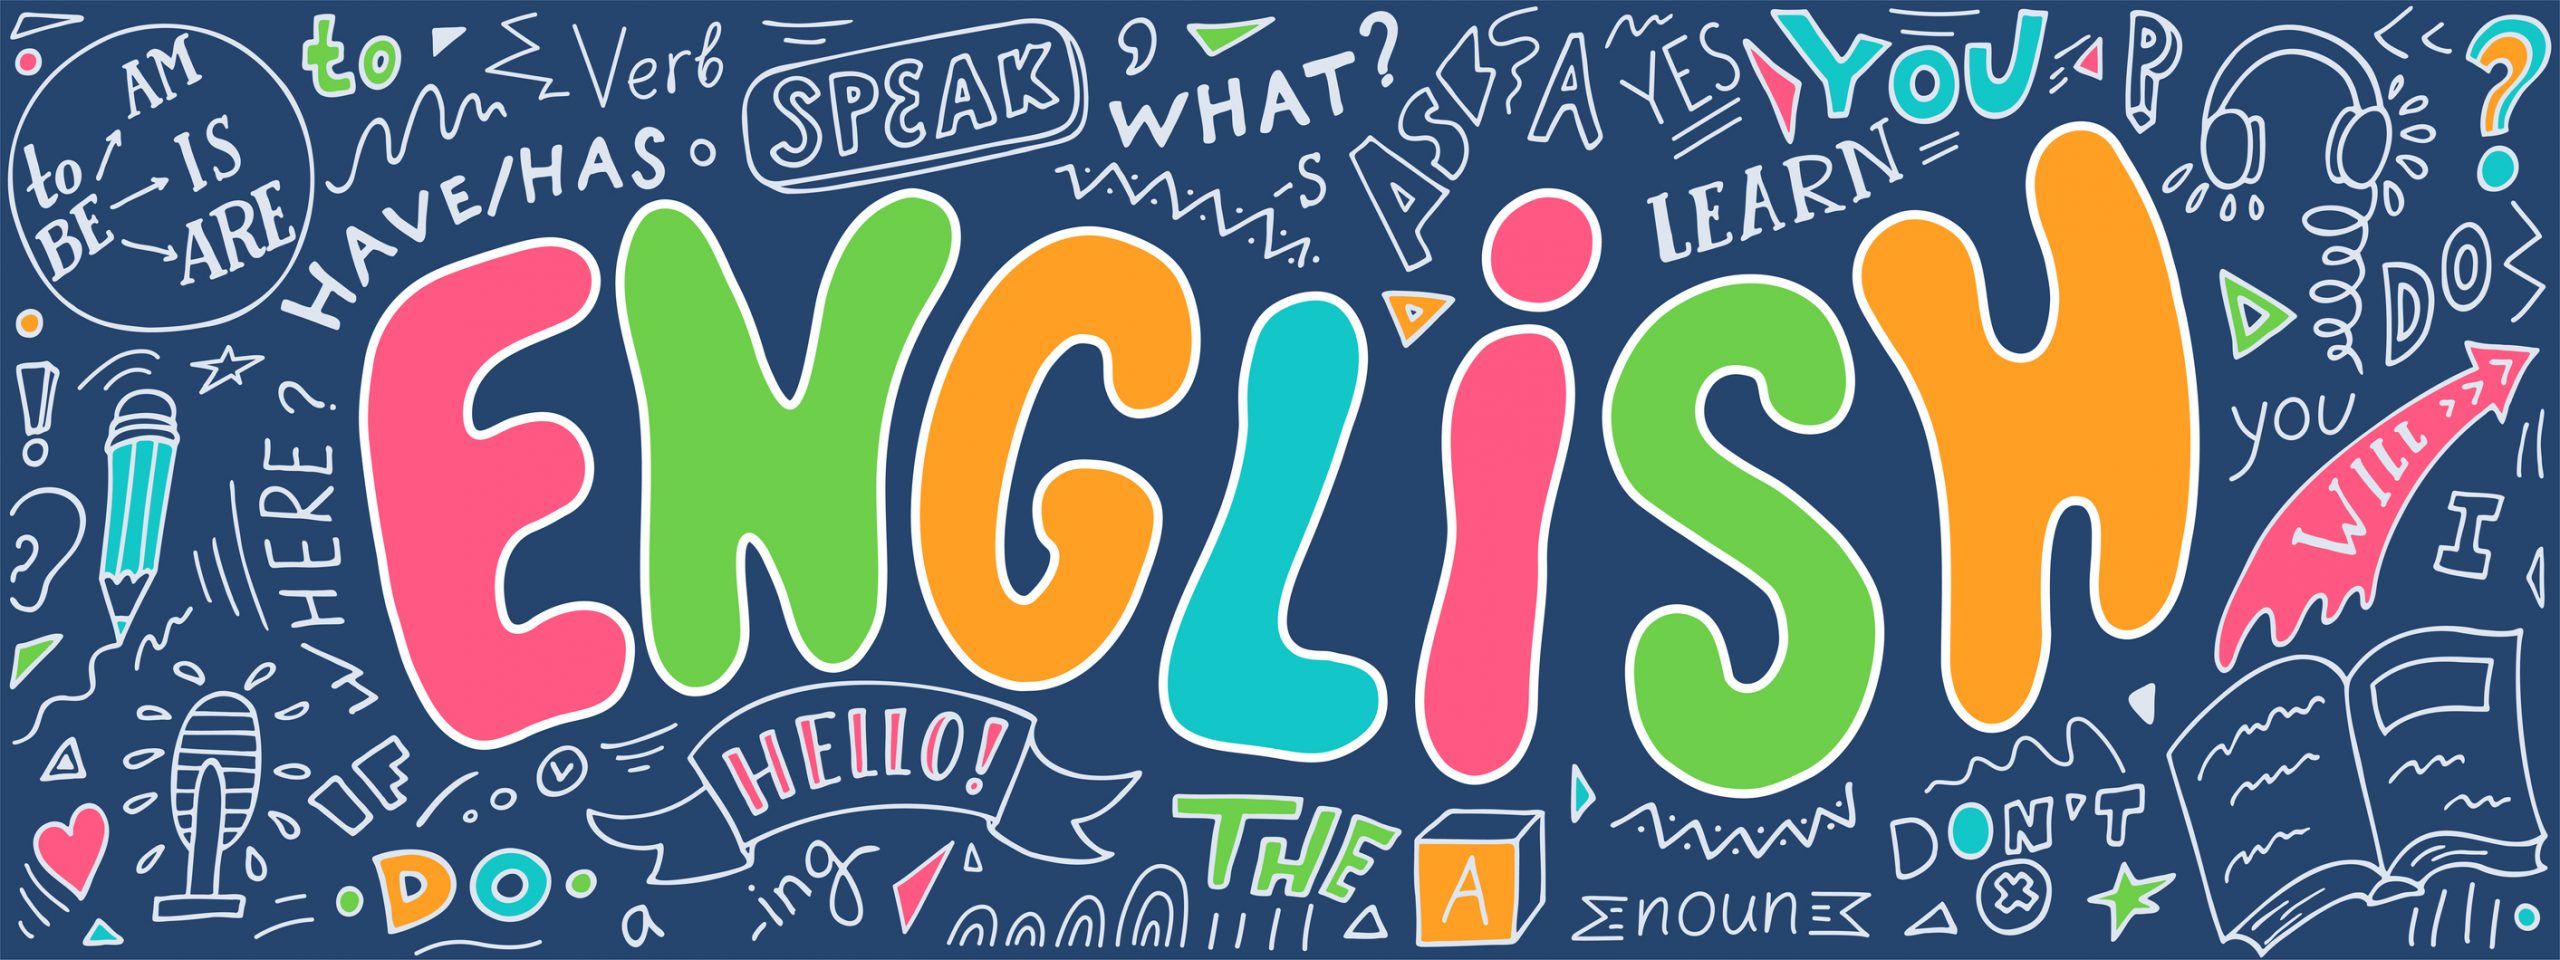 to BE
AM
IS
ARE
to
Verb
HAVE/HAS
SPEAK
,
WHAT?
-S
ASK
A
YES
YOU
LEARN
P
?
DO
!
WHERE?
ENGLiSH
you
WILL
I
IF
HELLO!
DO
a
-ing
THE
A
noun
DON'T